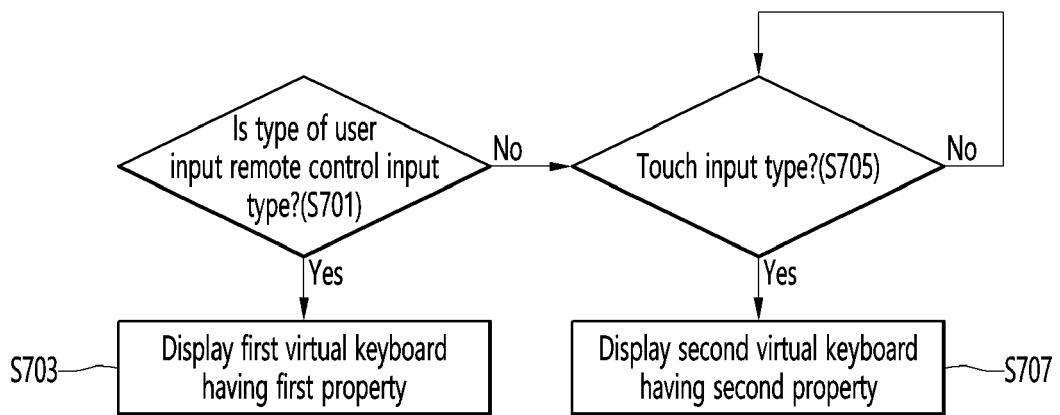 Is type of user
input remote control input
type?(S701)
No
Touch input type?(S705)
No
Yes
Yes
S703
Display first virtual keyboard
having first property
Display second virtual keyboard
having second property
S707